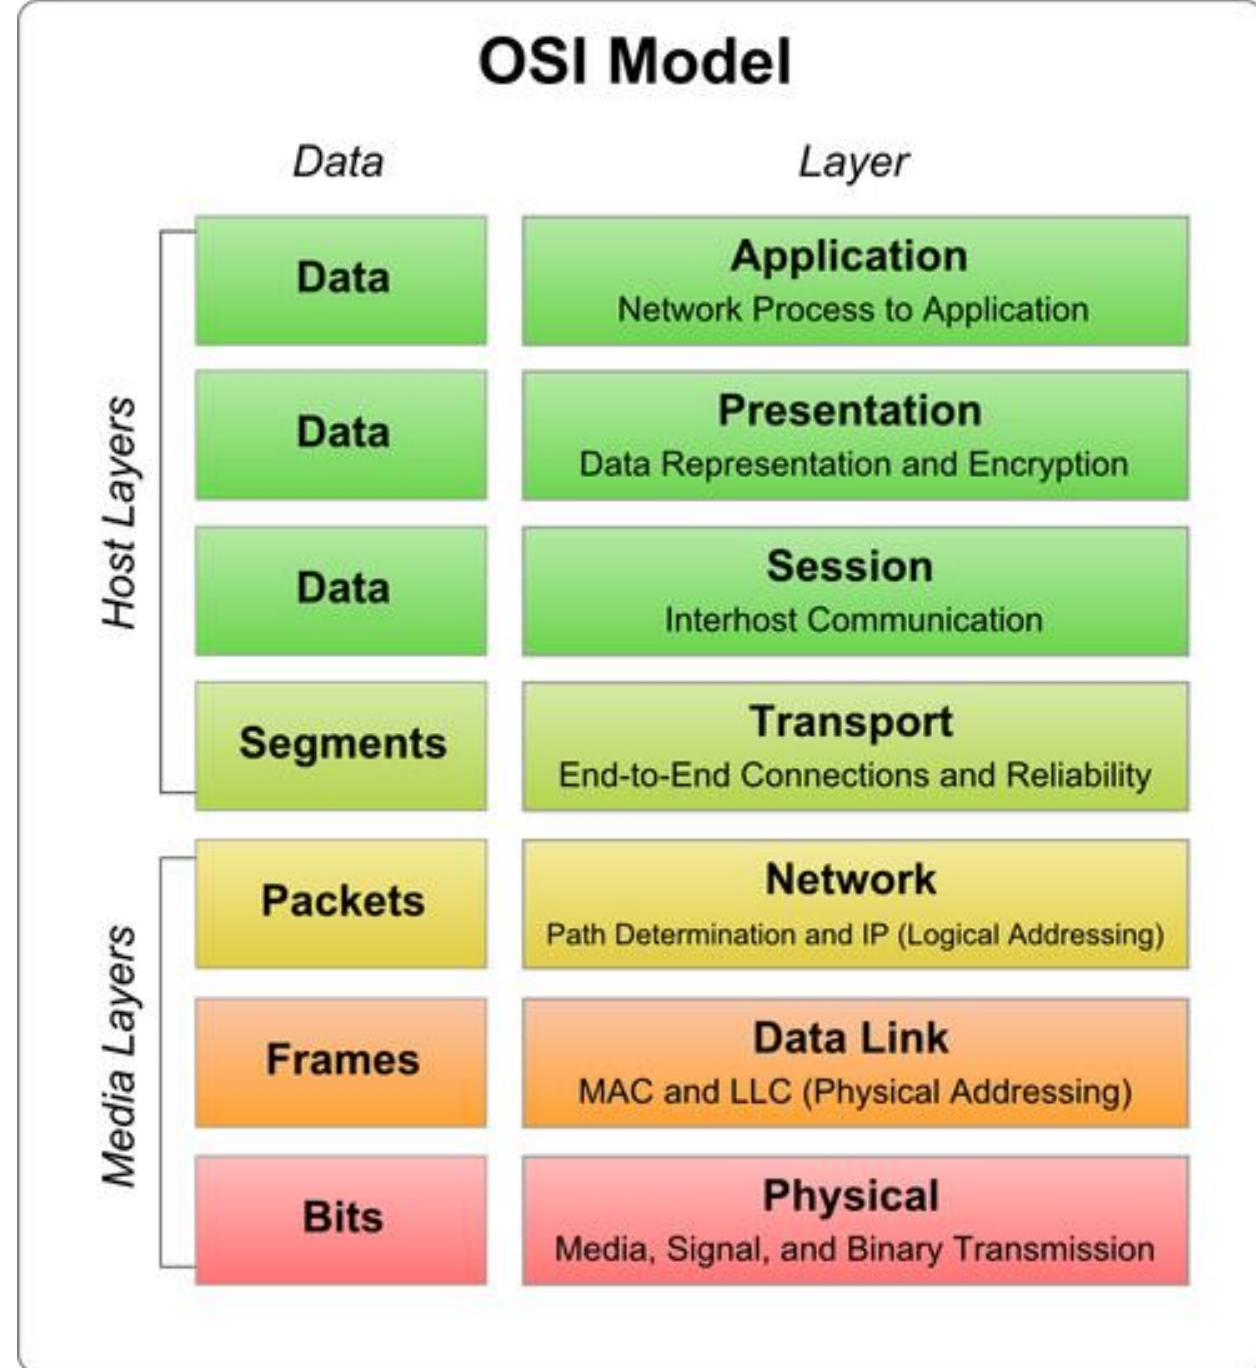 OSI Model
Data
Layer
Host Layers
Data
Application
Network Process to Application
Data
Presentation
Data Representation and Encryption
Data
Session
Interhost Communication
Segments
Transport
End-to-End Connections and Reliability
Media Layers
Packets
Network
Path Determination and IP (Logical Addressing)
Frames
Data Link
MAC and LLC (Physical Addressing)
Bits
Physical
Media, Signal, and Binary Transmission